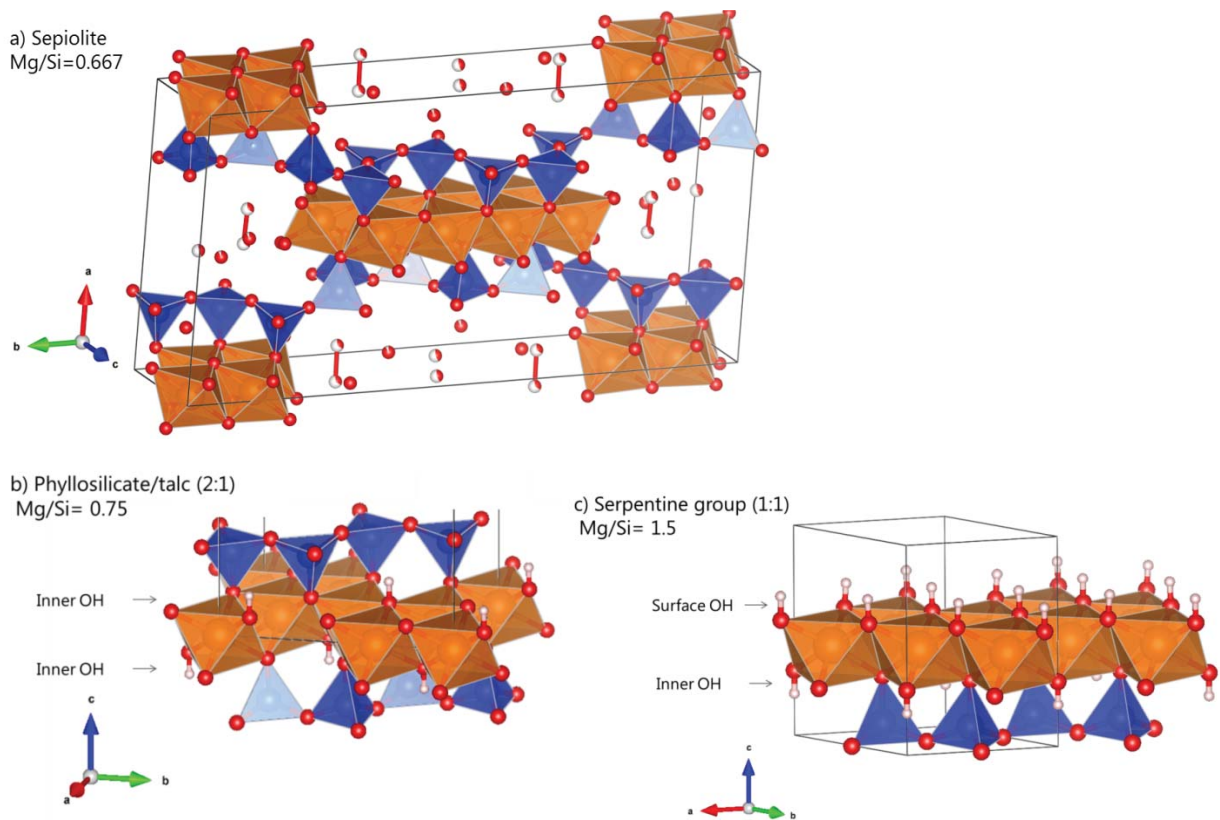 a) Sepiolite
Mg/Si=0.667
a
b
c
b) Phyllosilicate/talc (2:1)
Mg/Si= 0.75
Inner OH
Inner OH
c
b
a
c) Serpentine group (1:1)
Mg/Si= 1.5
Surface OH
Inner OH
c
a
b